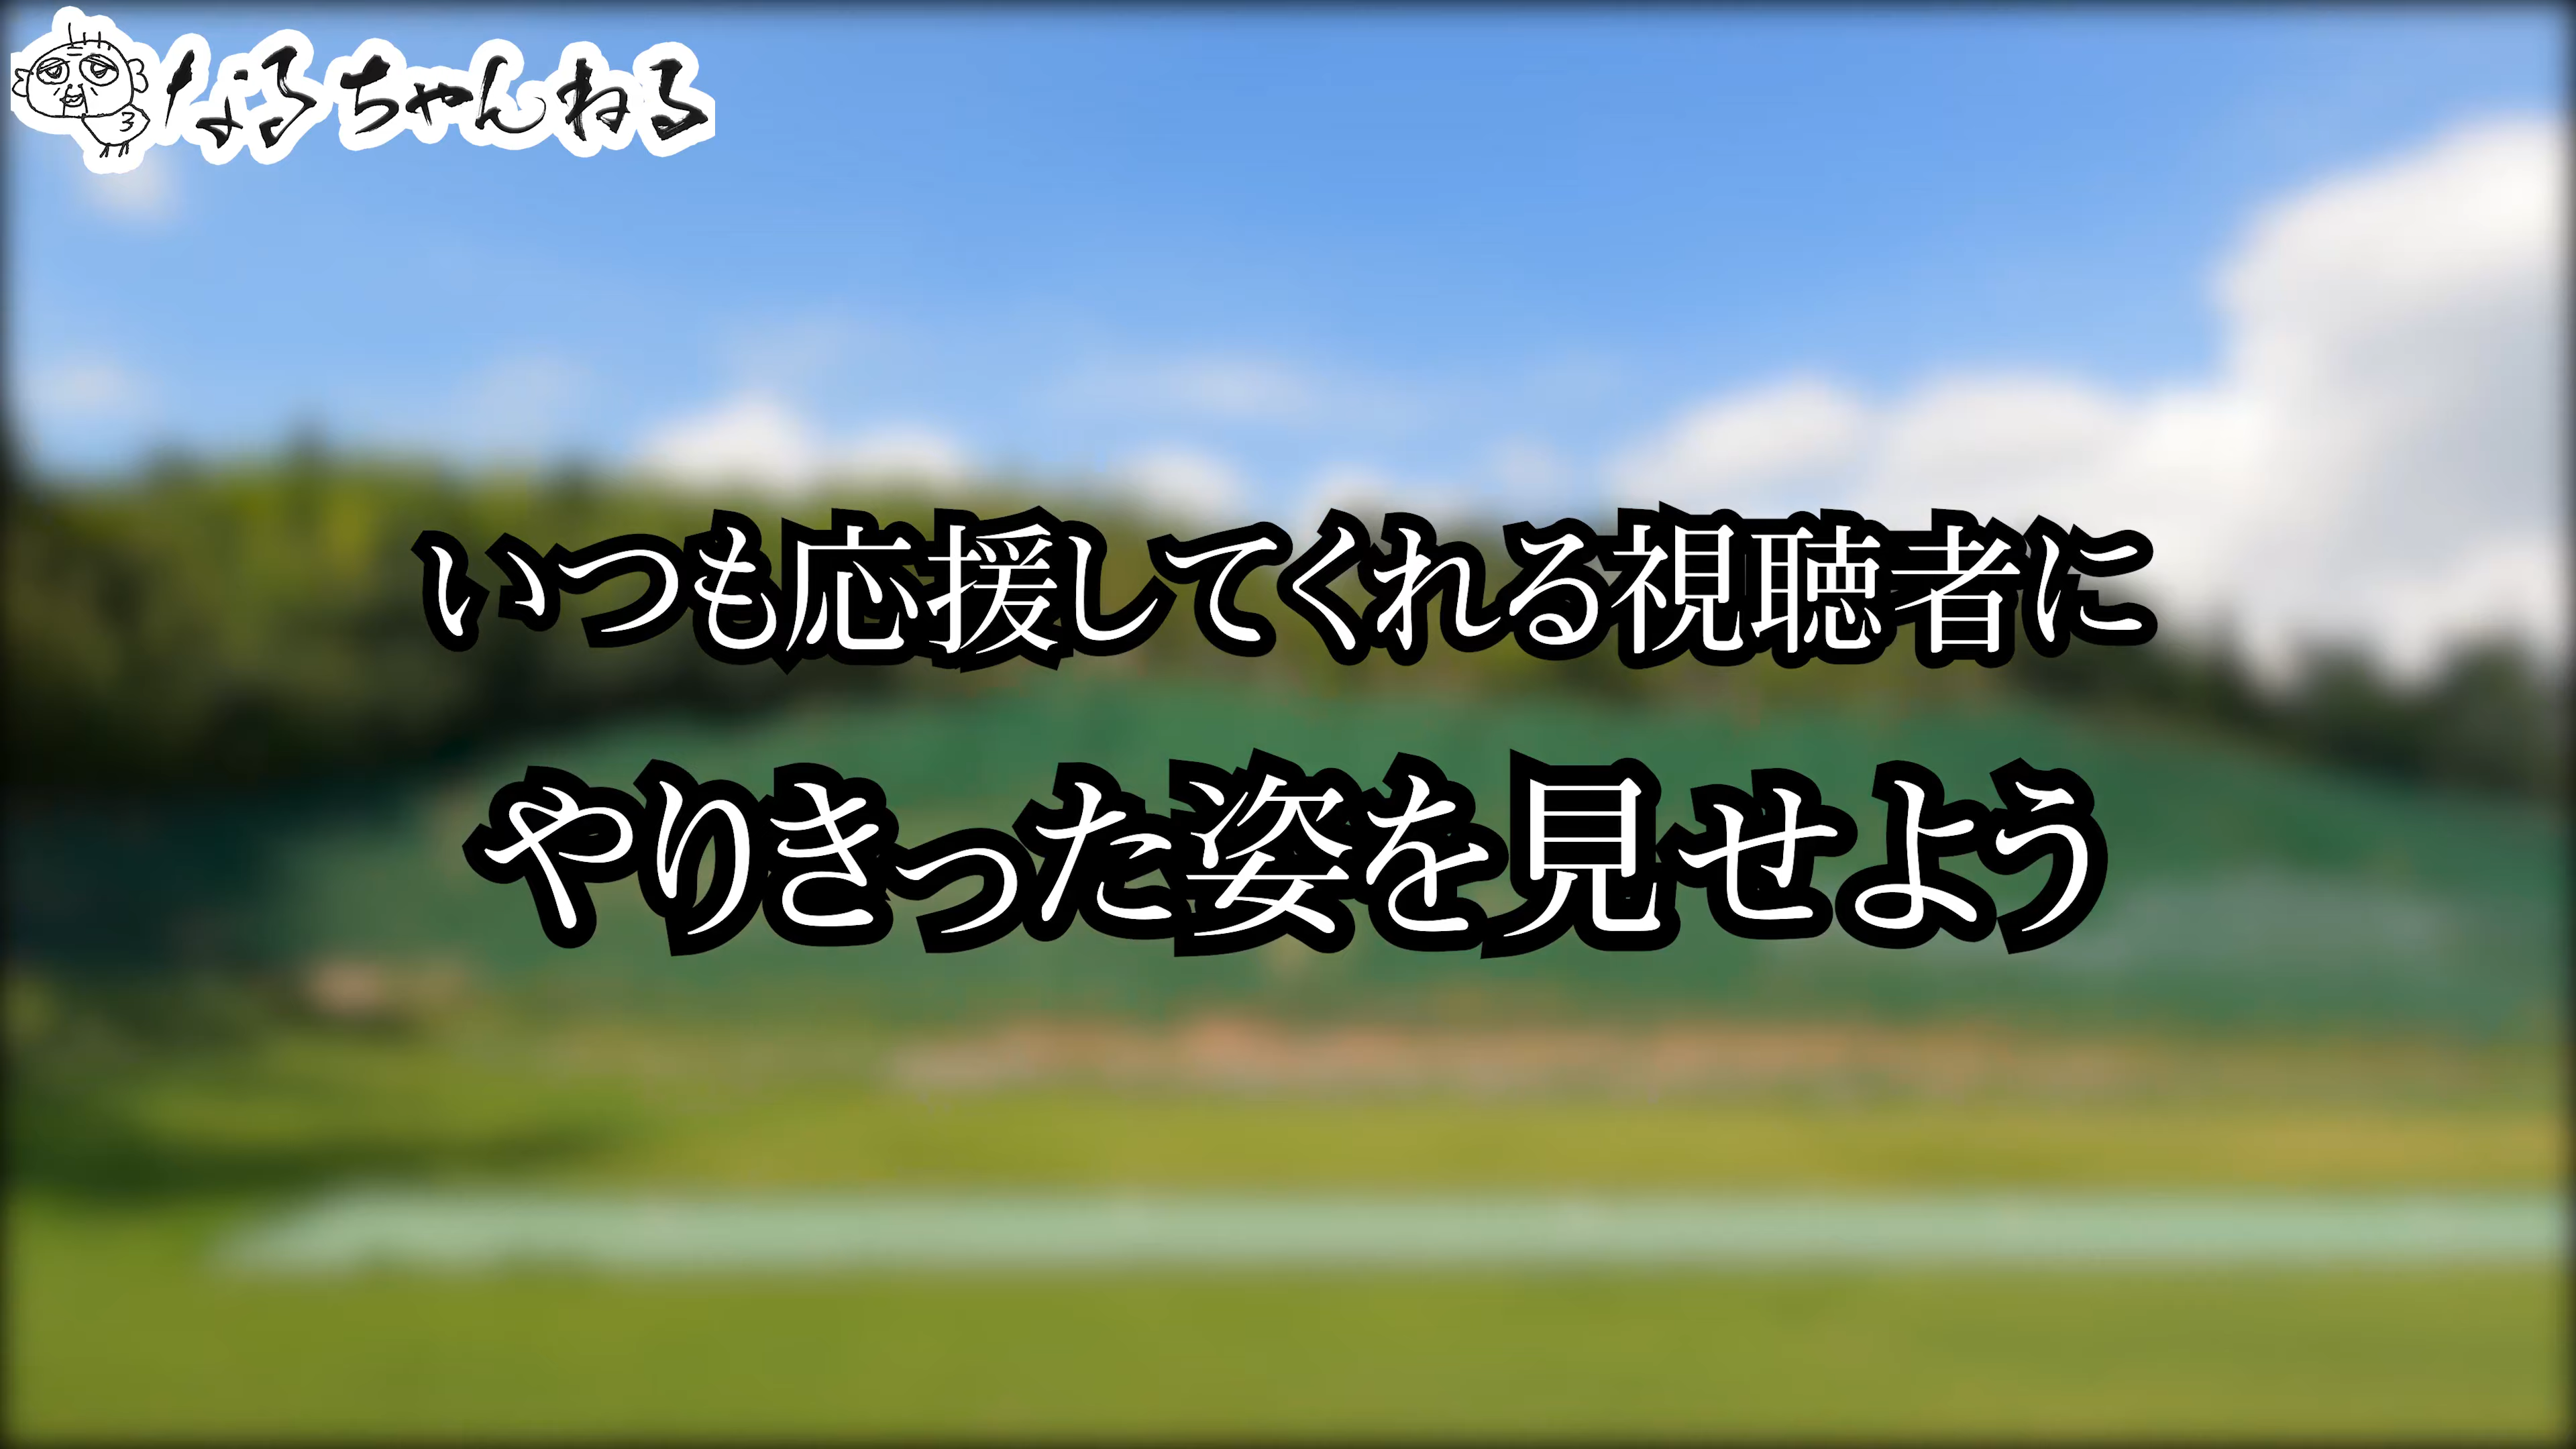 なるちゃんねる
いつも応援してくれる視聴者に
やりきった姿を見せよう